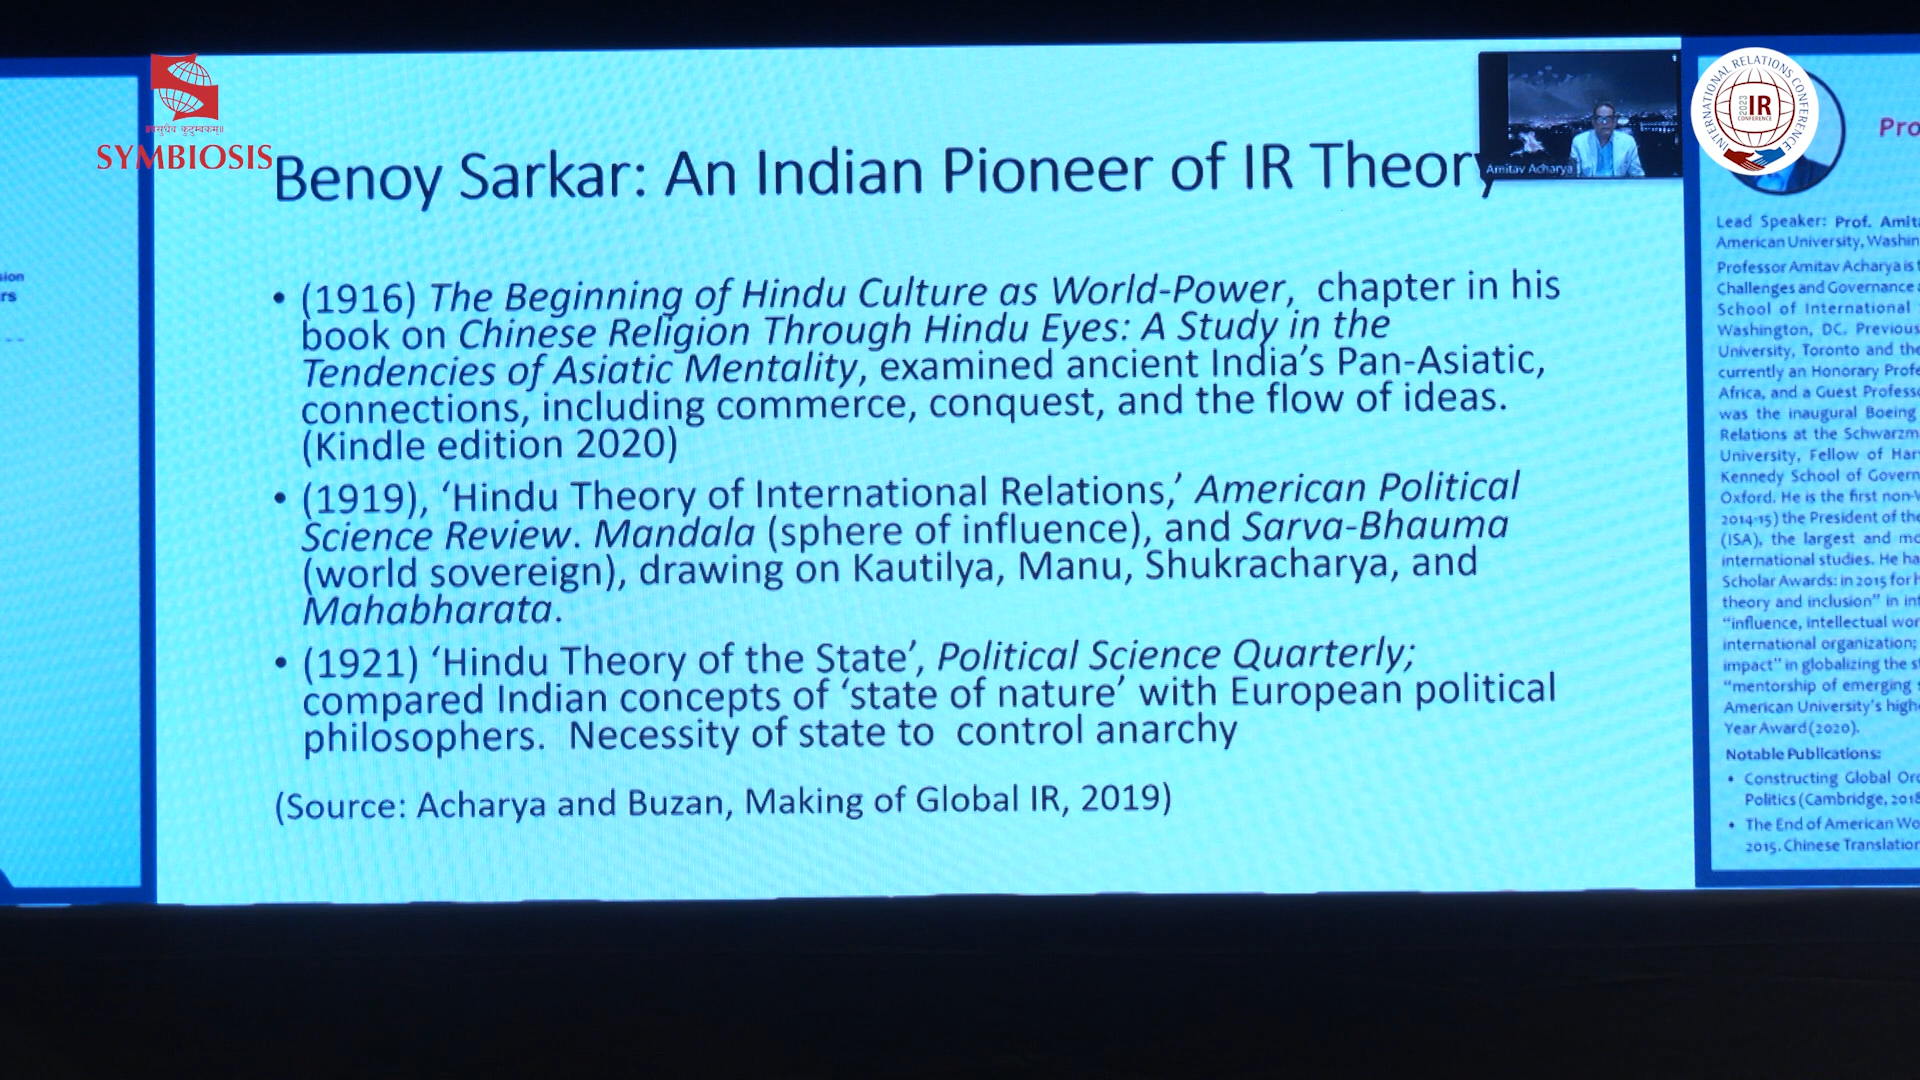 वसुधैव कुटुम्बकम्
SYMBIOSIS
Benoy Sarkar: An Indian Pioneer of IR Theory
• (1916) The Beginning of Hindu Culture as World-Power, chapter in his
book on Chinese Religion Through Hindu Eyes: A Study in the
Tendencies of Asiatic Mentality, examined ancient India's Pan-Asiatic,
connections, including commerce, conquest, and the flow of ideas.
(Kindle edition 2020)
• (1919), ‘Hindu Theory of International Relations,’ American Political
Science Review. Mandala (sphere of influence), and Sarva-Bhauma
(world sovereign), drawing on Kautilya, Manu, Shukracharya, and
Mahabharata.
• (1921) ‘Hindu Theory of the State’, Political Science Quarterly;
compared Indian concepts of ‘state of nature’ with European political
philosophers. Necessity of state to control anarchy
(Source: Acharya and Buzan, Making of Global IR, 2019)
Amitav Acharya
INTERNATIONAL RELATIONS CONFERENCE
2023 IR
CONFERENCE
Pro
Lead Speaker: Prof. Amit
American University, Washin
Professor Amitav Acharya is t
Challenges and Governance
School of International
Washington, DC. Previous
University, Toronto and the
currently an Honorary Profe
Africa, and a Guest Profess
was the inaugural Boeing
Relations at the Schwarzm
University, Fellow of Har
Kennedy School of Govern
Oxford. He is the first non-
2014-15) the President of the
(ISA), the largest and mo
international studies. He ha
Scholar Awards: in 2015 for h
theory and inclusion” in int
“influence, intellectual wor
international organization;
impact” in globalizing the s
“mentorship of emerging
American University's high
Year Award (2020).
Notable Publications:
• Constructing Global Ord
Politics (Cambridge, 2018
• The End of American Wo
2015. Chinese Translation
sion
rs